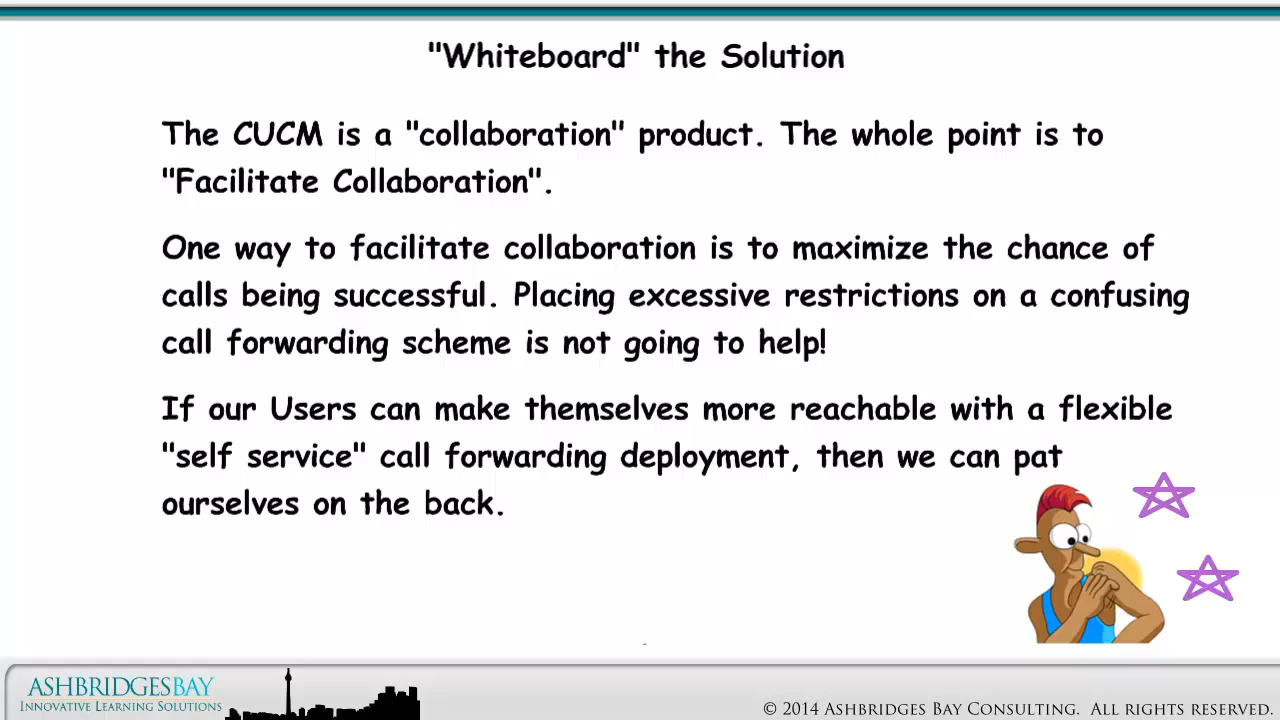 "Whiteboard" the Solution
The CUCM is a "collaboration" product. The whole point is to
"Facilitate Collaboration".
One way to facilitate collaboration is to maximize the chance of
calls being successful. Placing excessive restrictions on a confusing
call forwarding scheme is not going to help!
If our Users can make themselves more reachable with a flexible
"self service" call forwarding deployment, then we can pat
ourselves on the back.
ASHBRIDGESBAY
INNOVATIVE LEARNING SOLUTIONS
© 2014 ASHBRIDGES BAY CONSULTING. ALL RIGHTS RESERVED.